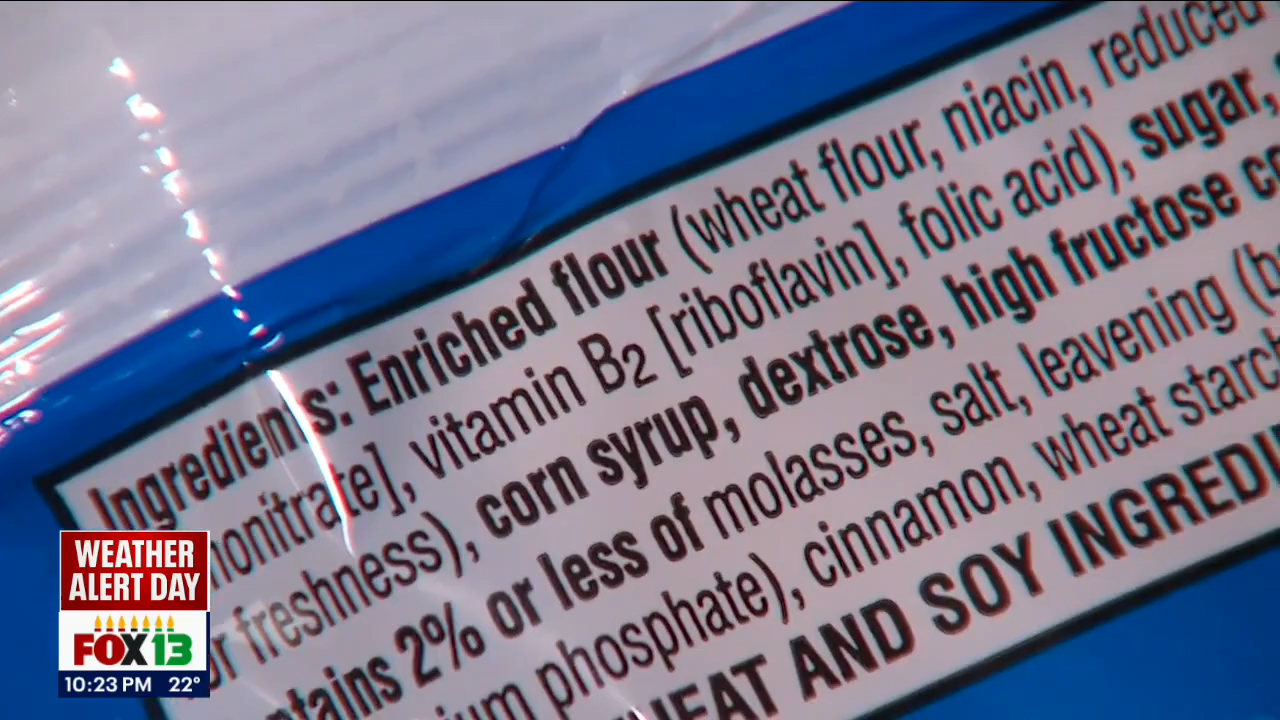 Ingredients: Enriched flour (wheat flour, niacin, reduced
nonitrate], vitamin B2 [riboflavin], folic acid), sugar,
or freshness), corn syrup, dextrose, high fructose co
ntains 2% or less of molasses, salt, leavening (b
ium phosphate), cinnamon, wheat starch
HEAT AND SOY INGREDI
WEATHER
ALERT DAY
FOX13
10:23 PM 22°